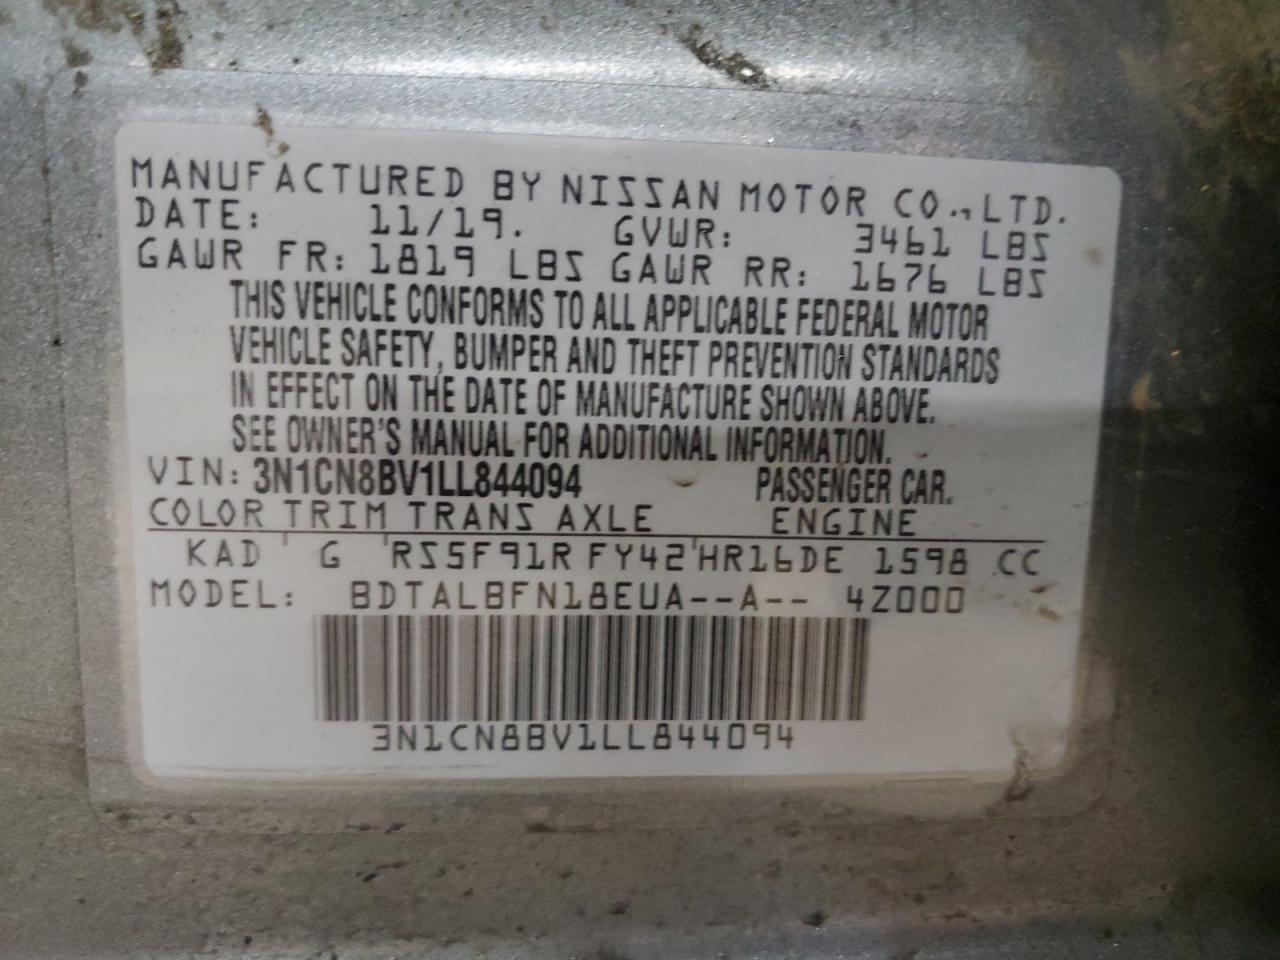 MANUFACTURED BY NISSAN MOTOR CO., LTD.
DATE: 11/19. GVWR: 3461 LBS
GAWR FR: 1819 LBS GAWR RR: 1676 LBS
THIS VEHICLE CONFORMS TO ALL APPLICABLE FEDERAL MOTOR
VEHICLE SAFETY, BUMPER AND THEFT PREVENTION STANDARDS
IN EFFECT ON THE DATE OF MANUFACTURE SHOWN ABOVE.
SEE OWNER'S MANUAL FOR ADDITIONAL INFORMATION.
VIN: 3N1CN8BV1LL844094 PASSENGER CAR.
COLOR TRIM TRANS AXLE ENGINE
KAD G RS5F91R FY42 HR16DE 1598 CC
MODEL: BDTALBFN18EUA--A-- 4Z000
3N1CN8BV1LL844094